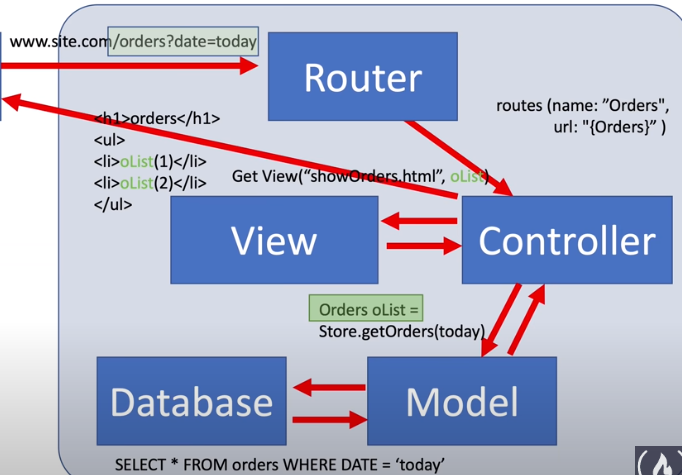 www.site.com/orders?date=today
Router
routes (name: ”Orders",
url: "{Orders}” )
<h1>orders</h1>
<ul>
<li>oList(1)</li>
<li>oList(2)</li>
</ul>
Get View(“showOrders.html”, oList)
View
Controller
Orders oList =
Store.getOrders(today)
Database
Model
SELECT * FROM orders WHERE DATE = ‘today’